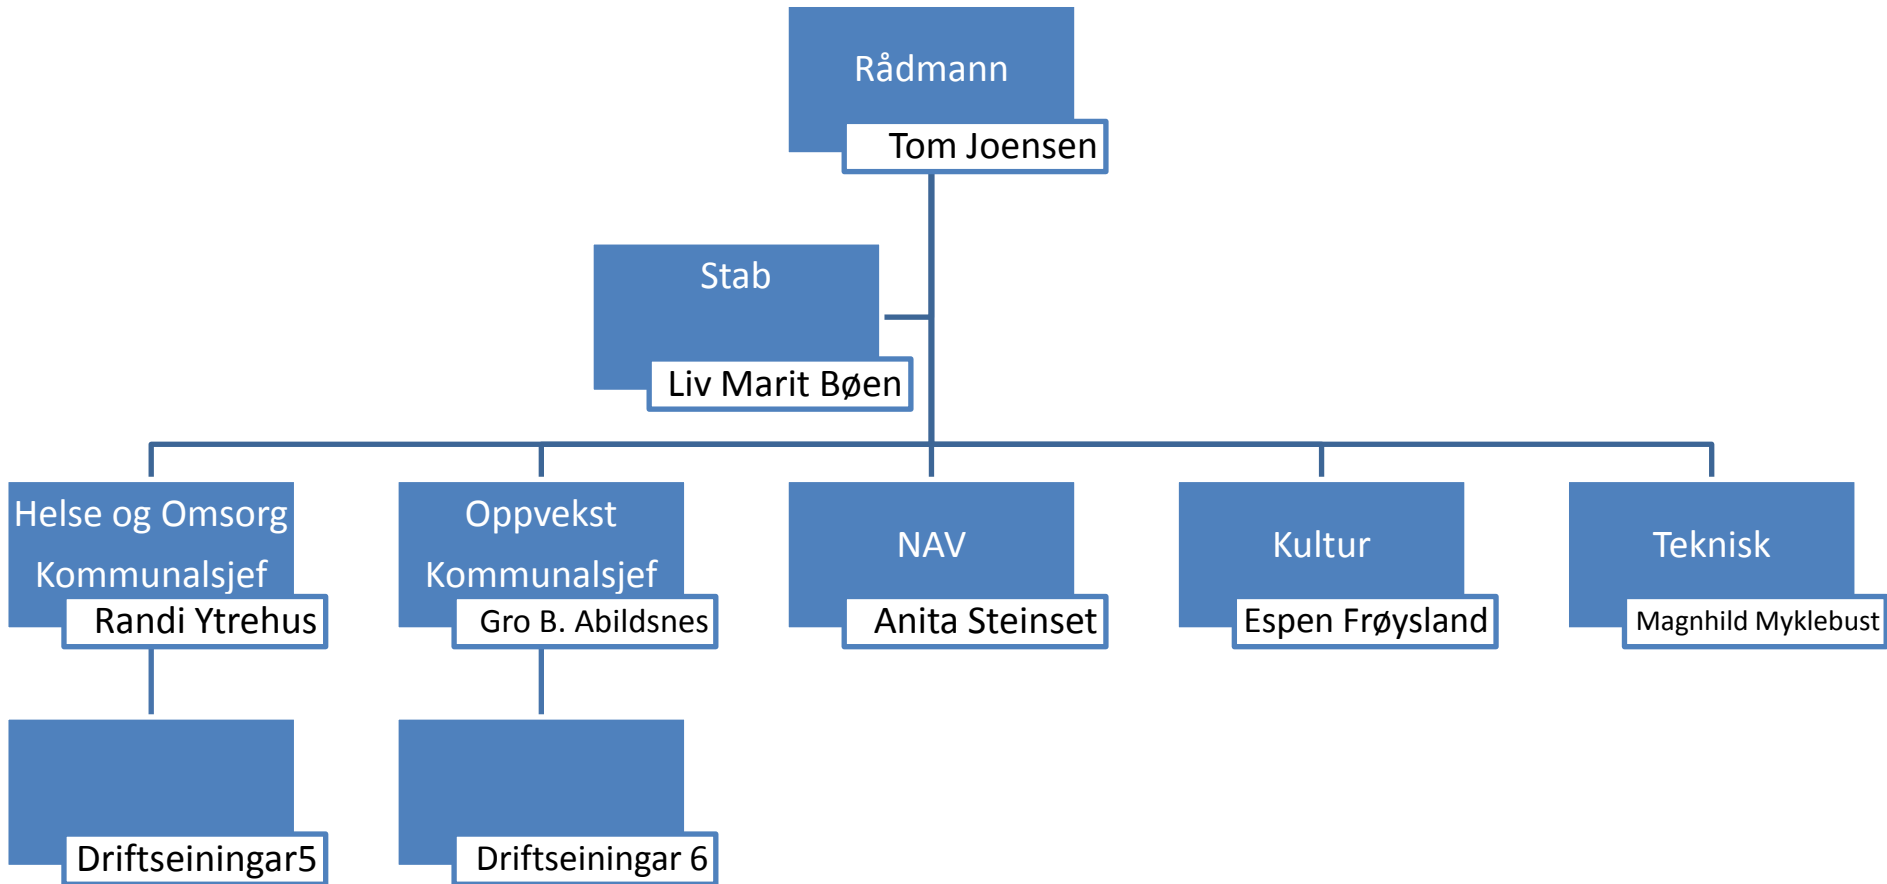 Rådmann
Tom Joensen
Stab
Liv Marit Bøen
Helse og Omsorg
Kommunalsjef
Randi Ytrehus
Oppvekst
Kommunalsjef
Gro B. Abildsnes
NAV
Anita Steinset
Kultur
Espen Frøysland
Teknisk
Magnhild Myklebust
Driftseiningar5
Driftseiningar 6